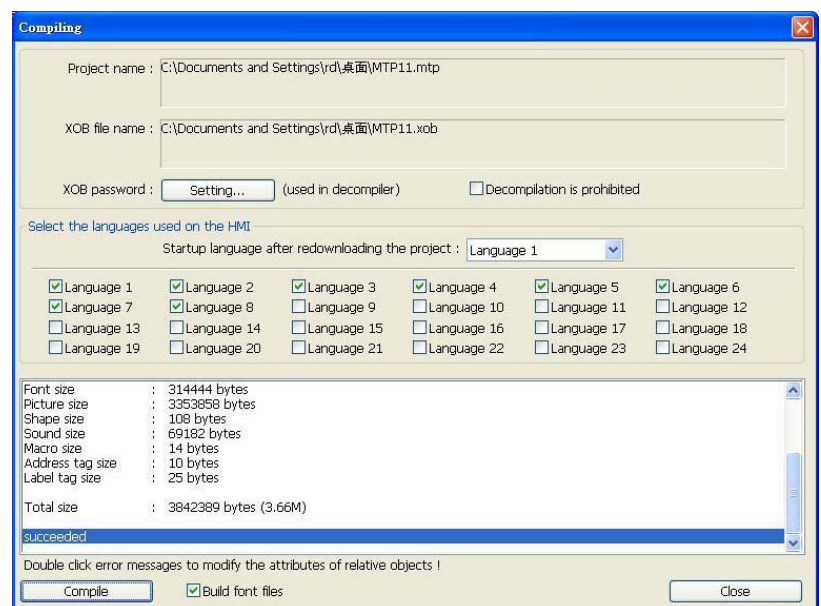 Compiling
Project name : C:\Documents and Settings\rd\桌面\MTP11.mtp
XOB file name : C:\Documents and Settings\rd\桌面\MTP11.xob
XOB password : Setting... (used in decompiler) Decompilation is prohibited
Select the languages used on the HMI
Startup language after redownloading the project : Language 1
Language 1 Language 2 Language 3 Language 4 Language 5 Language 6
Language 7 Language 8 Language 9 Language 10 Language 11 Language 12
Language 13 Language 14 Language 15 Language 16 Language 17 Language 18
Language 19 Language 20 Language 21 Language 22 Language 23 Language 24
Font size : 314444 bytes
Picture size : 3353858 bytes
Shape size : 108 bytes
Sound size : 69182 bytes
Macro size : 14 bytes
Address tag size : 10 bytes
Label tag size : 25 bytes
Total size : 3842389 bytes (3.66M)
succeeded
Double click error messages to modify the attributes of relative objects !
Compile Build font files Close